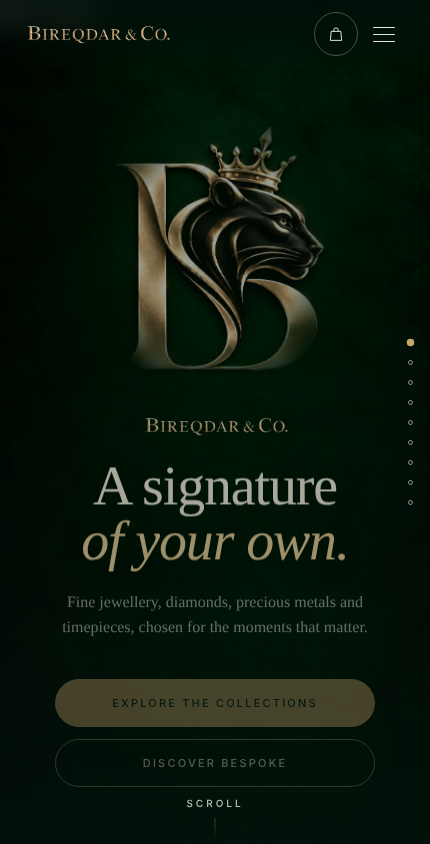 BIREQDAR & CO.
B
BIREQDAR & CO.
A signature
of your own.
Fine jewellery, diamonds, precious metals and
timepieces, chosen for the moments that matter.
EXPLORE THE COLLECTIONS
DISCOVER BESPOKE
SCROLL